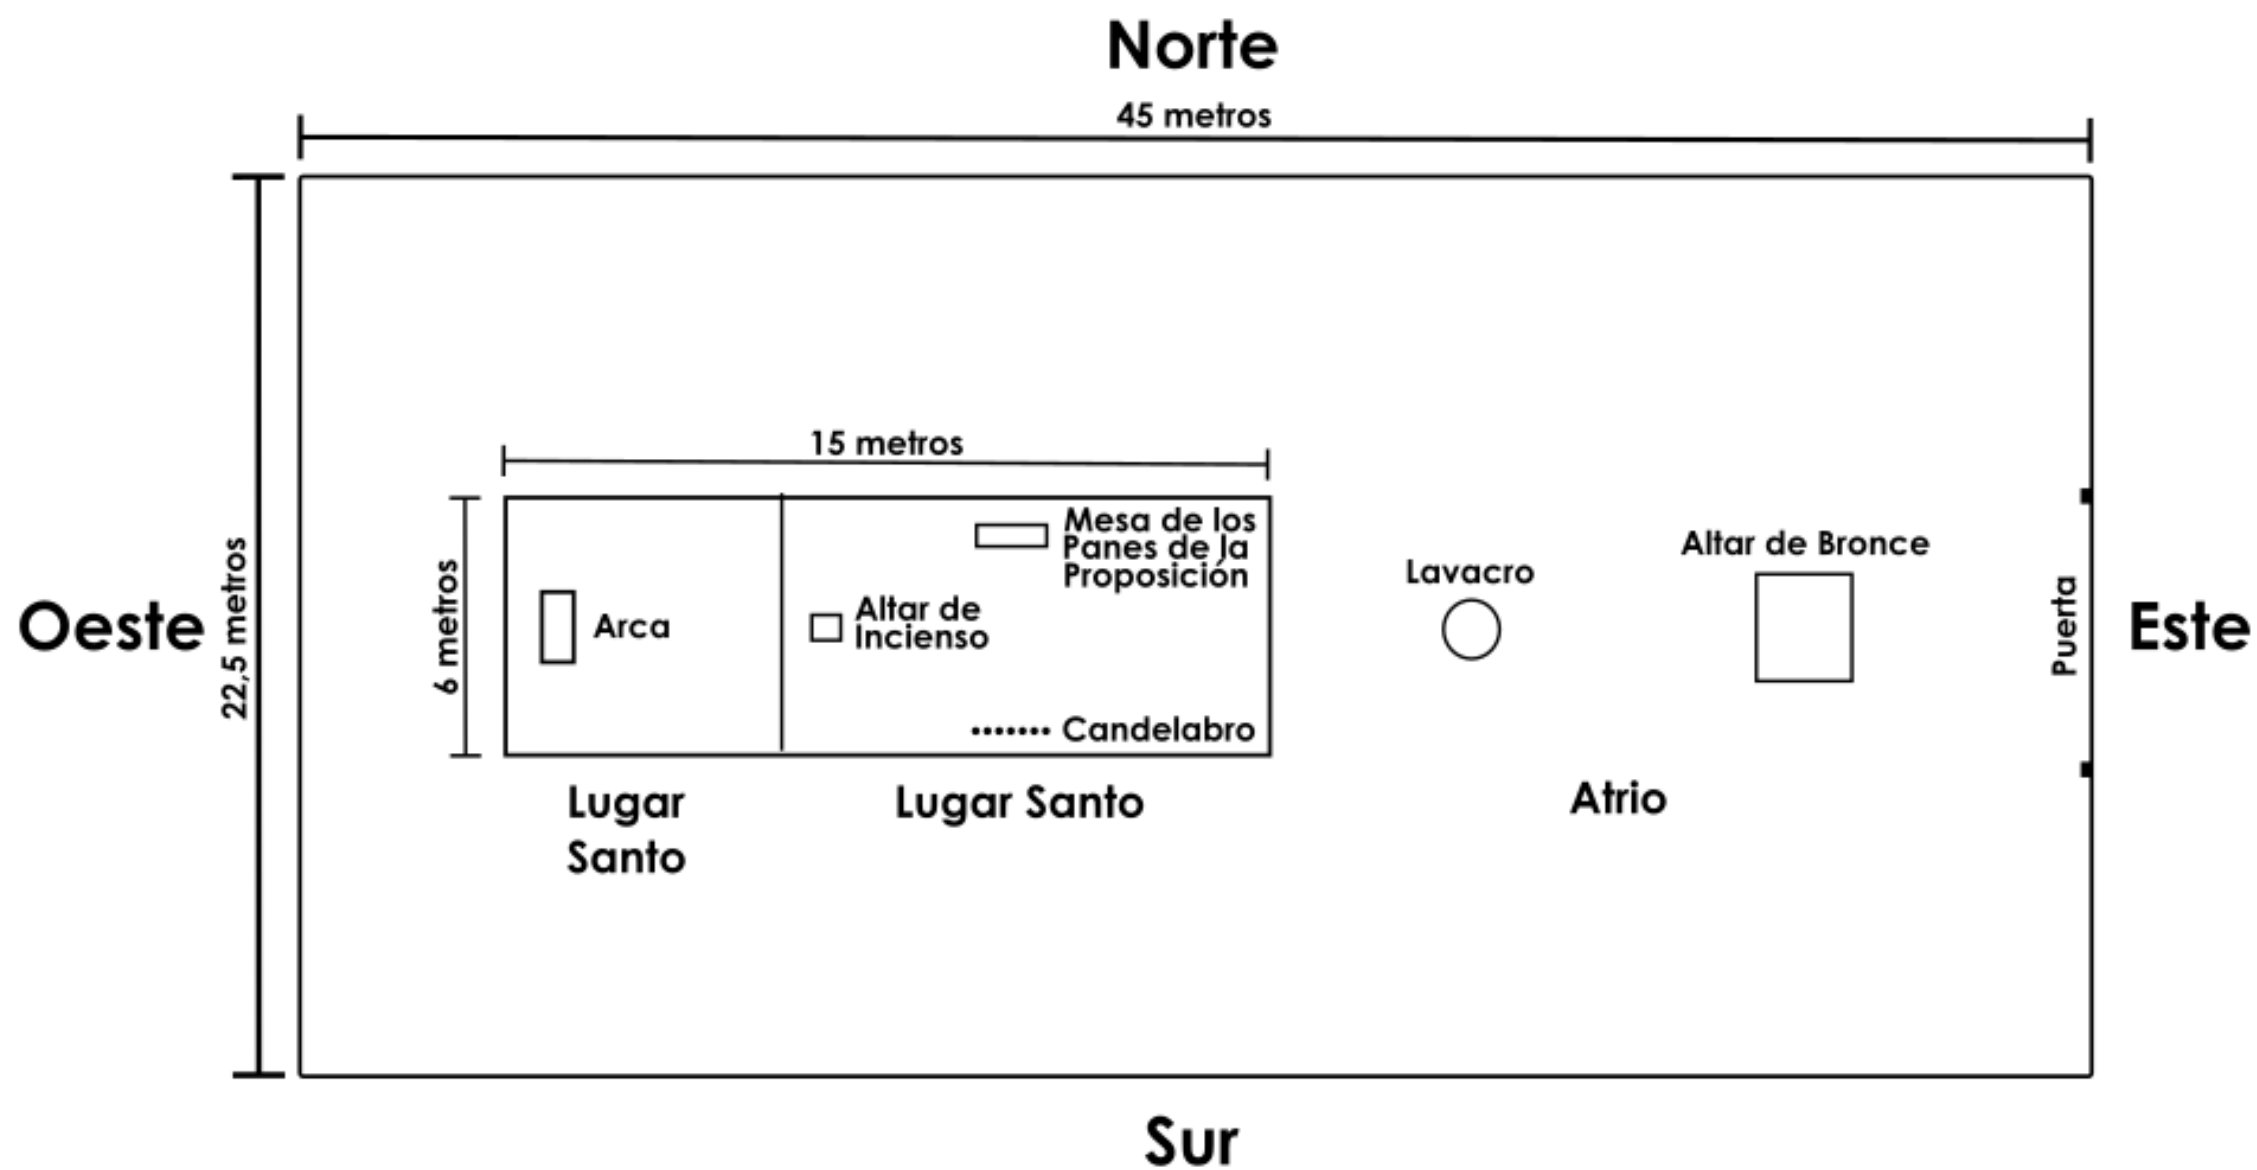 Norte
45 metros
15 metros
Mesa de los
Panes de la
Proposición
Altar de Bronce
Lavacro
Oeste
22,5 metros
6 metros
Arca
Altar de
Incienso
Puerta
Este
Candelabro
Lugar
Santo
Lugar Santo
Atrio
Sur